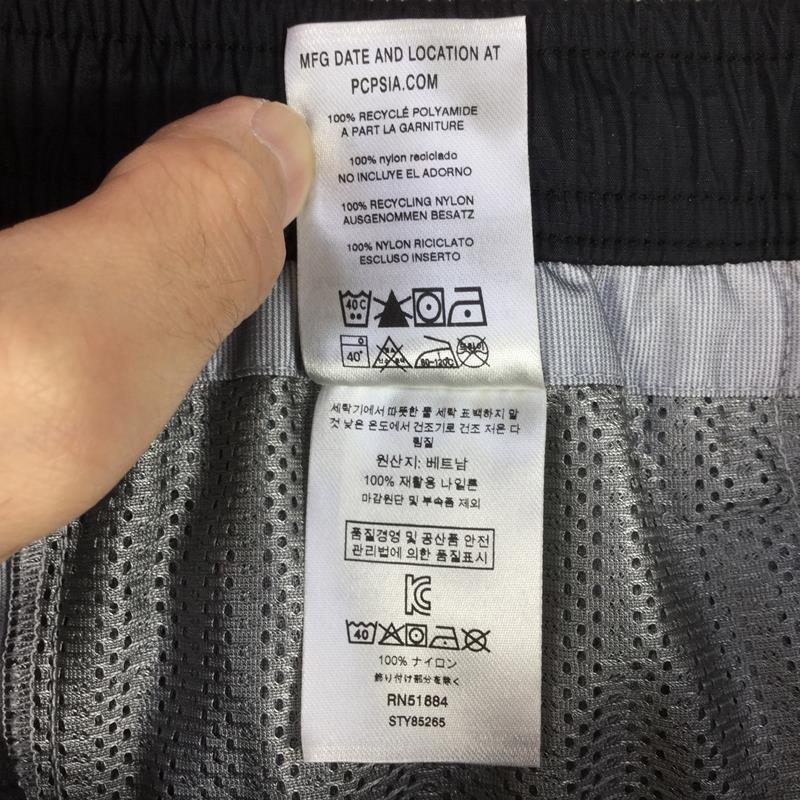 MFG DATE AND LOCATION AT
PCPSIA.COM
100% RECYCLÉ POLYAMIDE
A PART LA GARNITURE
100% nylon reciclado
NO INCLUYE EL ADORNO
100% RECYCLING NYLON
AUSGENOMMEN BESATZ
100% NYLON RICICLATO
ESCLUSO INSERTO
40C
40°
80-120℃
드라이
세탁기에서 따뜻한 물 세탁 표백하지 말
것 낮은 온도에서 건조기로 건조 저온 다
림질
원산지: 베트남
100% 재활용 나일론
마감원단 및 부속품 제외
품질경영 및 공산품 안전
관리법에 의한 품질표시
40
100% ナイロン
飾り付け部分を除く
RN51884
STY85265